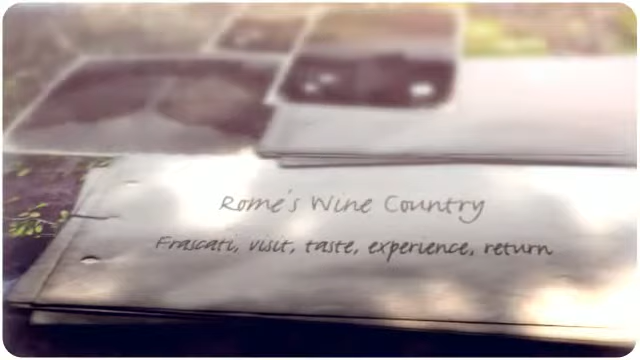 Rome's Wine Country
Frascati, visit, taste, experience, return